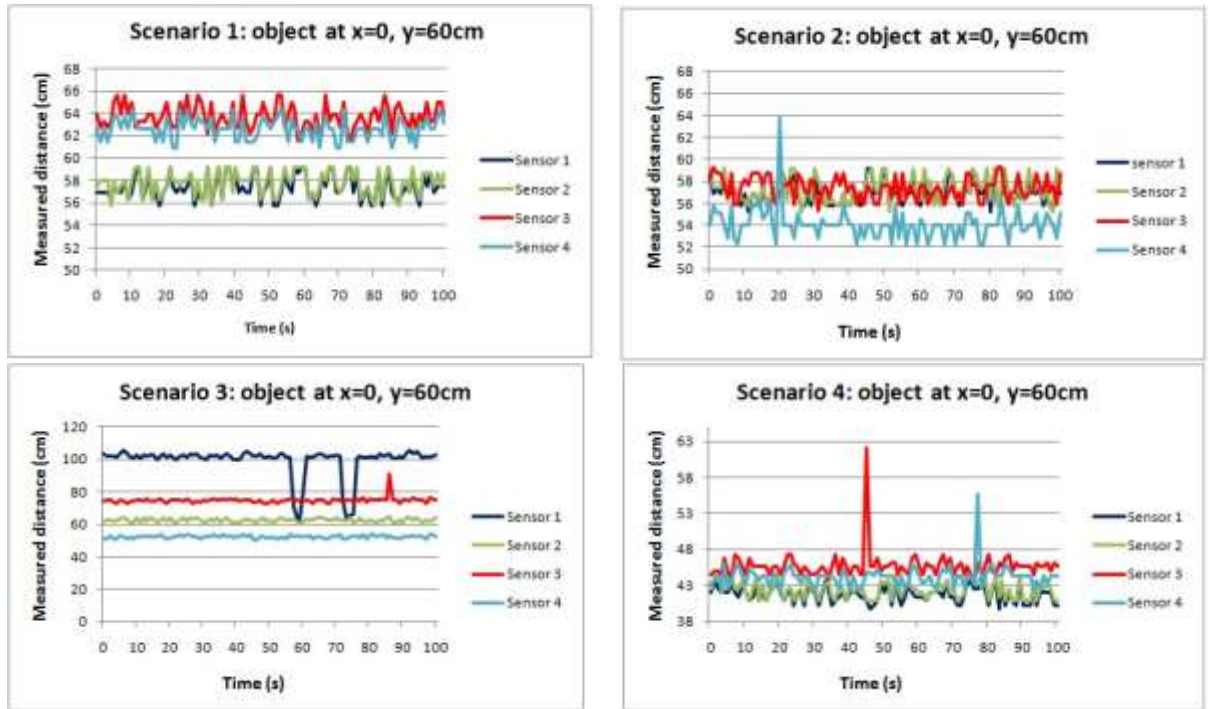 Scenario 1: object at x=0, y=60cm
Measured distance (cm)
68
66
64
62
60
58
56
54
52
50
0 10 20 30 40 50 60 70 80 90 100
Time (s)
Sensor 1
Sensor 2
Sensor 3
Sensor 4
Scenario 2: object at x=0, y=60cm
Measured distance (cm)
68
66
64
62
60
58
56
54
52
50
0 10 20 30 40 50 60 70 80 90 100
Time (s)
sensor 1
Sensor 2
Sensor 3
Sensor 4
Scenario 3: object at x=0, y=60cm
Measured distance (cm)
120
100
80
60
40
20
0
0 10 20 30 40 50 60 70 80 90 100
Time (s)
Sensor 1
Sensor 2
Sensor 3
Sensor 4
Scenario 4: object at x=0, y=60cm
Measured distance (cm)
63
58
53
48
43
38
0 10 20 30 40 50 60 70 80 90 100
Time (s)
Sensor 1
Sensor 2
Sensor 3
Sensor 4